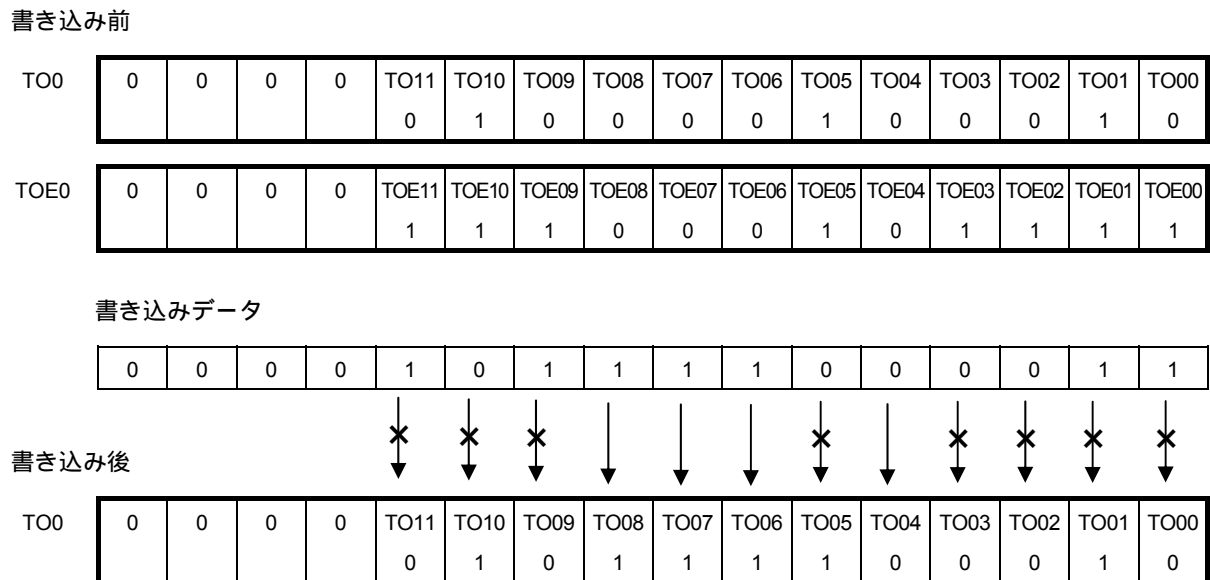 書き込み前
TO0 0 0 0 0 TO11 TO10 TO09 TO08 TO07 TO06 TO05 TO04 TO03 TO02 TO01 TO00
0 1 0 0 0 0 1 0 0 0 1 0
TOE0 0 0 0 0 TOE11 TOE10 TOE09 TOE08 TOE07 TOE06 TOE05 TOE04 TOE03 TOE02 TOE01 TOE00
1 1 1 0 0 0 1 0 1 1 1 1
書き込みデータ
0 0 0 0 1 0 1 1 1 1 0 0 0 0 1 1
書き込み後
TO0 0 0 0 0 TO11 TO10 TO09 TO08 TO07 TO06 TO05 TO04 TO03 TO02 TO01 TO00
0 1 0 1 1 1 1 0 0 0 1 0